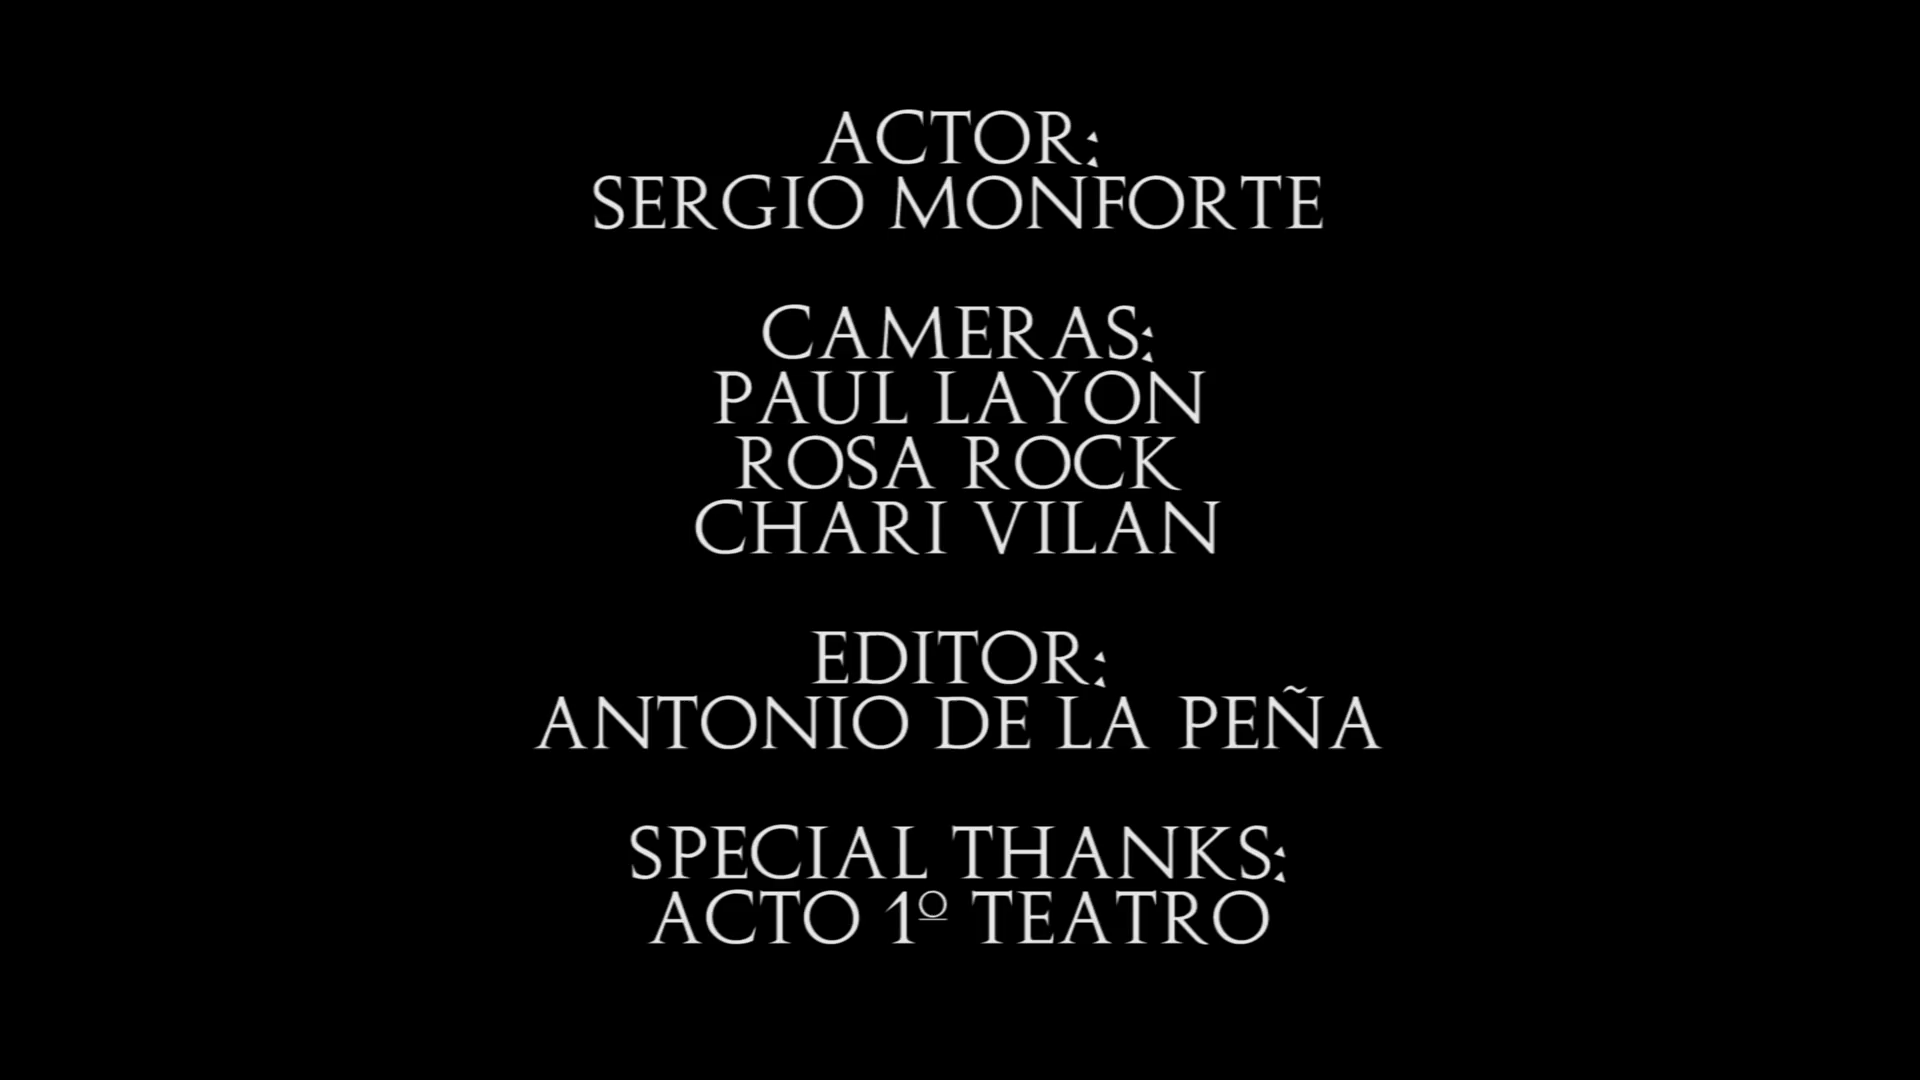 ACTOR:
SERGIO MONFORTE
CAMERAS:
PAUL LAYON
ROSA ROCK
CHARI VILAN
EDITOR:
ANTONIO DE LA PEÑA
SPECIAL THANKS:
ACTO 1º TEATRO